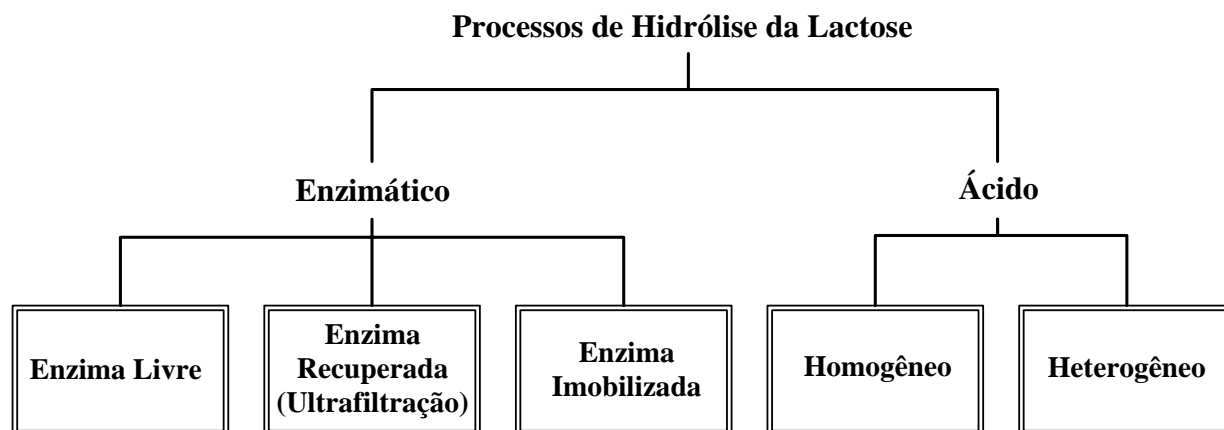 Processos de Hidrólise da Lactose
Enzimático
Ácido
Enzima Livre
Enzima
Recuperada
(Ultrafiltração)
Enzima
Imobilizada
Homogêneo
Heterogêneo